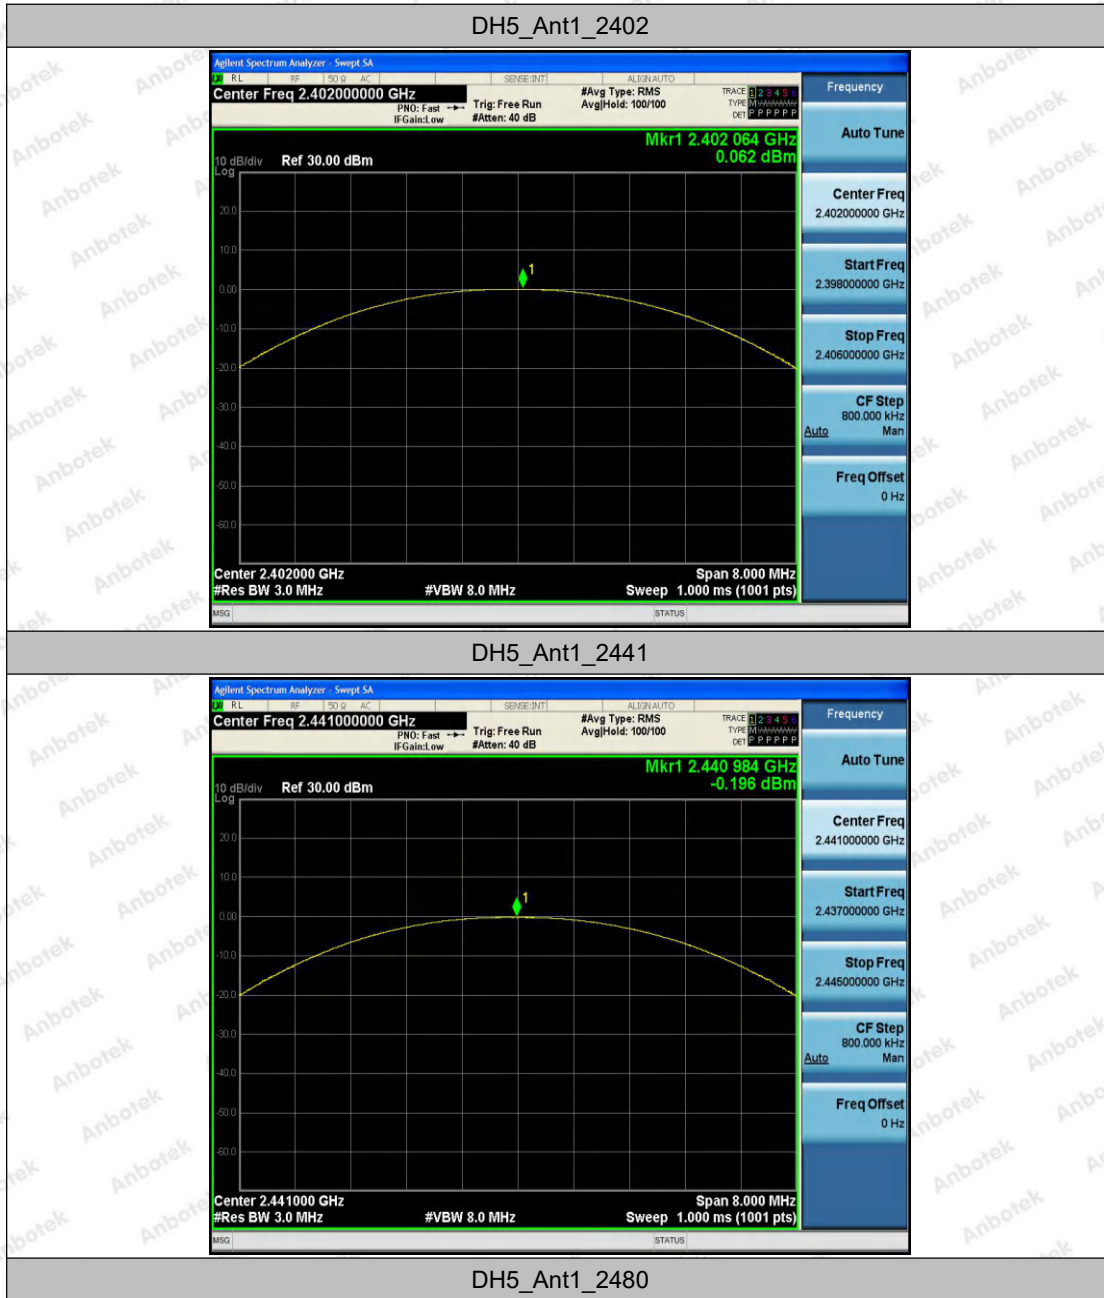 DH5_Ant1_2402
Agilent Spectrum Analyzer - Swept SA
RL RF 50 Ω AC SENSE:INT ALIGN AUTO
Center Freq 2.402000000 GHz
PNO: Fast
IFGain:Low
Trig: Free Run
#Atten: 40 dB
#Avg Type: RMS
Avg|Hold: 100/100
TRACE 1 2 3 4 5 6
TYPE M
DET P P P P P P
Mkr1 2.402 064 GHz
0.062 dBm
10 dB/div Ref 30.00 dBm
Log
20.0
10.0
0.00
-10.0
-20.0
-30.0
-40.0
-50.0
-60.0
1
Center 2.402000 GHz Span 8.000 MHz
#Res BW 3.0 MHz #VBW 8.0 MHz Sweep 1.000 ms (1001 pts)
MSG STATUS
Frequency
Auto Tune
Center Freq
2.402000000 GHz
Start Freq
2.398000000 GHz
Stop Freq
2.406000000 GHz
CF Step
800.000 kHz
Auto Man
Freq Offset
0 Hz
DH5_Ant1_2441
Agilent Spectrum Analyzer - Swept SA
RL RF 50 Ω AC SENSE:INT ALIGN AUTO
Center Freq 2.441000000 GHz
PNO: Fast
IFGain:Low
Trig: Free Run
#Atten: 40 dB
#Avg Type: RMS
Avg|Hold: 100/100
TRACE 1 2 3 4 5 6
TYPE M
DET P P P P P P
Mkr1 2.440 984 GHz
-0.196 dBm
10 dB/div Ref 30.00 dBm
Log
20.0
10.0
0.00
-10.0
-20.0
-30.0
-40.0
-50.0
-60.0
1
Center 2.441000 GHz Span 8.000 MHz
#Res BW 3.0 MHz #VBW 8.0 MHz Sweep 1.000 ms (1001 pts)
MSG STATUS
Frequency
Auto Tune
Center Freq
2.441000000 GHz
Start Freq
2.437000000 GHz
Stop Freq
2.445000000 GHz
CF Step
800.000 kHz
Auto Man
Freq Offset
0 Hz
DH5_Ant1_2480
Anbotek